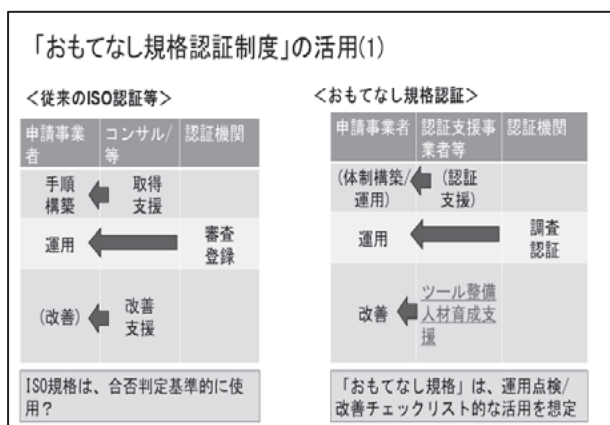 「おもてなし規格認証制度」の活用(1)
<従来のISO認証等>
申請事業者 コンサル/等 認証機関
手順構築 取得支援
運用 審査登録
(改善) 改善支援
ISO規格は、合否判定基準的に使用?
<おもてなし規格認証>
申請事業者 認証支援事業者等 認証機関
(体制構築/運用) (認証支援)
運用 調査認証
改善 ツール整備人材育成支援
「おもてなし規格」は、運用点検/
改善チェックリスト的な活用を想定